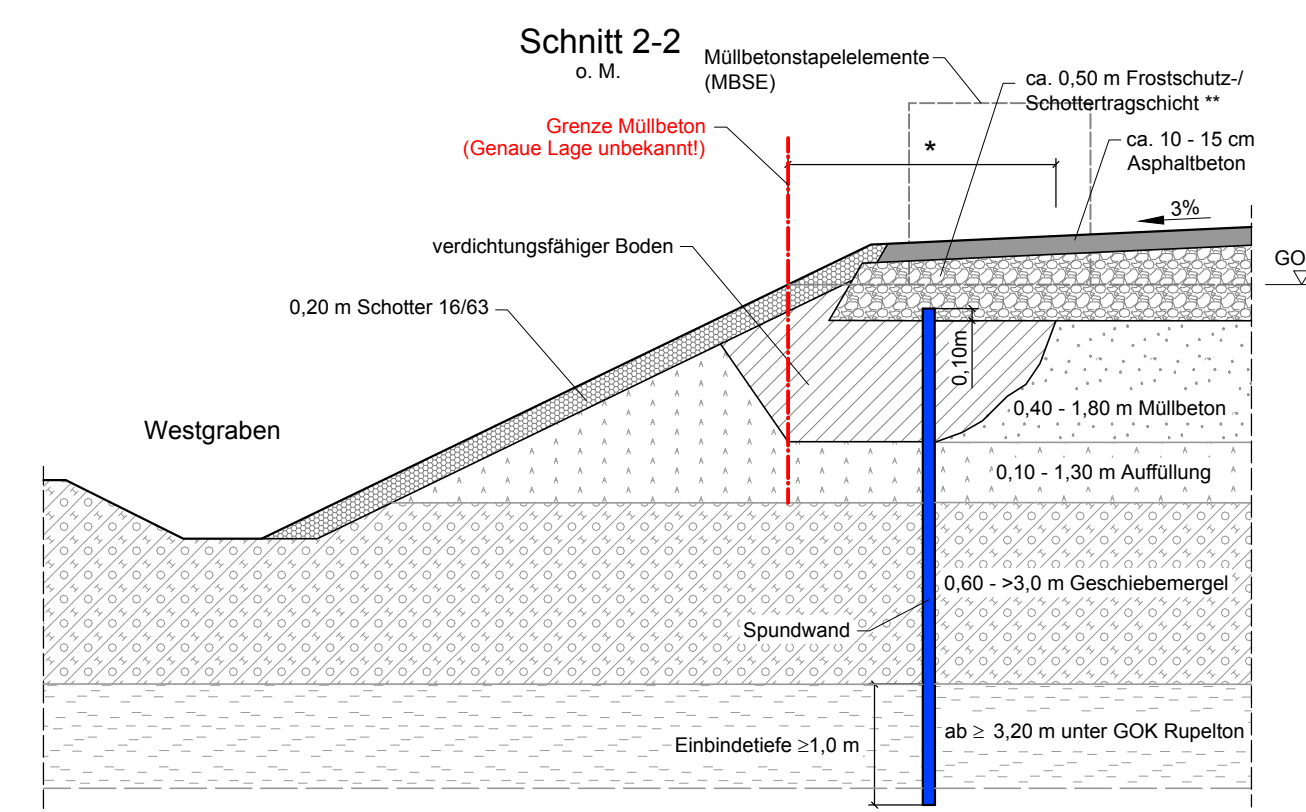 Schnitt 2-2
o. M.
Müllbetonstapelelemente
(MBSE)
ca. 0,50 m Frostschutz-/
Schottertragschicht **
Grenze Müllbeton
(Genaue Lage unbekannt!)
*
ca. 10 - 15 cm
Asphaltbeton
3%
verdichtungsfähiger Boden
GO
0,20 m Schotter 16/63
0,10m
0,40 - 1,80 m Müllbeton
Westgraben
0,10 - 1,30 m Auffüllung
0,60 - >3,0 m Geschiebemergel
Spundwand
Einbindetiefe ≥1,0 m
ab ≥ 3,20 m unter GOK Rupelton